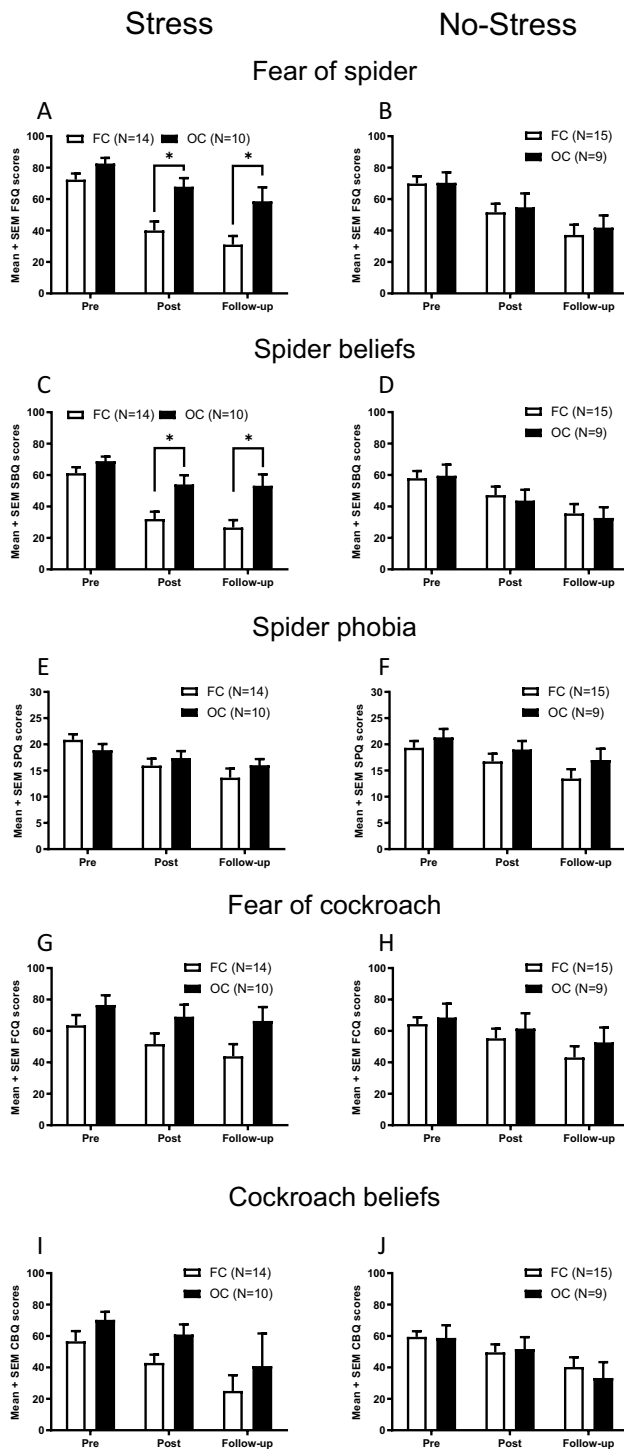 Stress No-Stress
Fear of spider
A
FC (N=14) OC (N=10)
* *
Mean + SEM FSQ scores
100
80
60
40
20
0
Pre Post Follow-up
B
FC (N=15)
OC (N=9)
Mean + SEM FSQ scores
100
80
60
40
20
0
Pre Post Follow-up
Spider beliefs
C
FC (N=14) OC (N=10)
* *
Mean + SEM SBQ scores
100
80
60
40
20
0
Pre Post Follow-up
D
FC (N=15)
OC (N=9)
Mean + SEM SBQ scores
100
80
60
40
20
0
Pre Post Follow-up
Spider phobia
E
FC (N=14)
OC (N=10)
Mean + SEM SPQ scores
30
25
20
15
10
5
0
Pre Post Follow-up
F
FC (N=15)
OC (N=9)
Mean + SEM SPQ scores
30
25
20
15
10
5
0
Pre Post Follow-up
Fear of cockroach
G
FC (N=14)
OC (N=10)
Mean + SEM FCQ scores
100
80
60
40
20
0
Pre Post Follow-up
H
FC (N=15)
OC (N=9)
Mean + SEM FCQ scores
100
80
60
40
20
0
Pre Post Follow-up
Cockroach beliefs
I
FC (N=14)
OC (N=10)
Mean + SEM CBQ scores
100
80
60
40
20
0
Pre Post Follow-up
J
FC (N=15)
OC (N=9)
Mean + SEM CBQ scores
100
80
60
40
20
0
Pre Post Follow-up